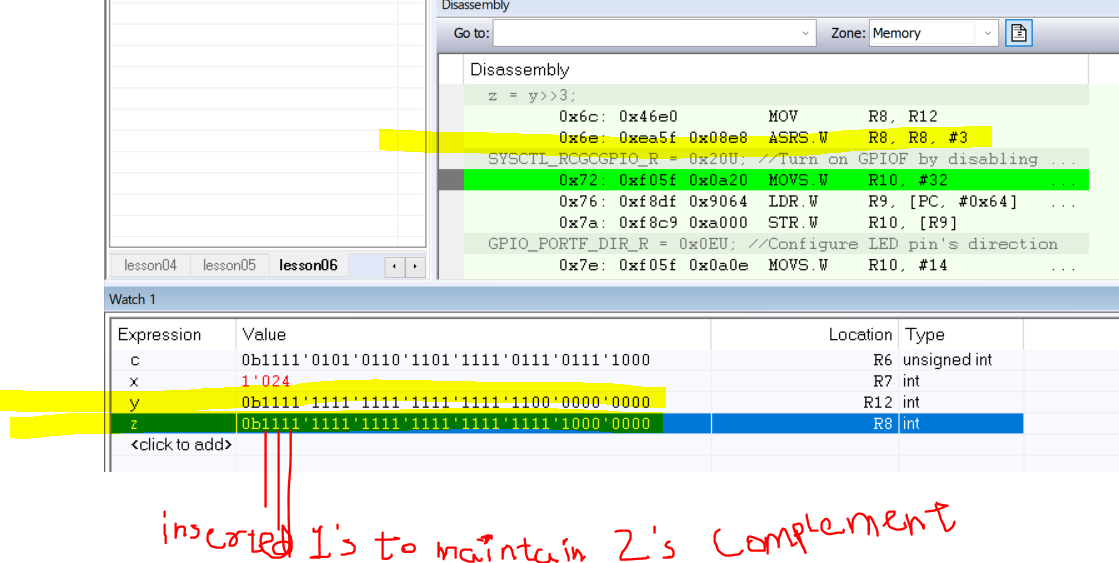 Disassembly
Go to: Zone: Memory
Disassembly
z = y>>3;
0x6c: 0x46e0 MOV R8, R12
0x6e: 0xea5f 0x08e8 ASRS.W R8, R8, #3
SYSCTL_RCGCGPIO_R = 0x20U; //Turn on GPIOF by disabling ...
0x72: 0xf05f 0x0a20 MOVS.W R10, #32 ...
0x76: 0xf8df 0x9064 LDR.W R9, [PC, #0x64] ...
0x7a: 0xf8c9 0xa000 STR.W R10, [R9]
GPIO_PORTF_DIR_R = 0x0EU; //Configure LED pin's direction
0x7e: 0xf05f 0x0a0e MOVS.W R10, #14 ...
lesson04 lesson05 lesson06
Watch 1
Expression Value Location Type
c 0b1111'0101'0110'1101'1111'0111'0111'1000 R6 unsigned int
x 1'024 R7 int
y 0b1111'1111'1111'1111'1111'1100'0000'0000 R12 int
z 0b1111'1111'1111'1111'1111'1111'1000'0000 R8 int
<click to add>
inserted 1's to maintain 2's complement